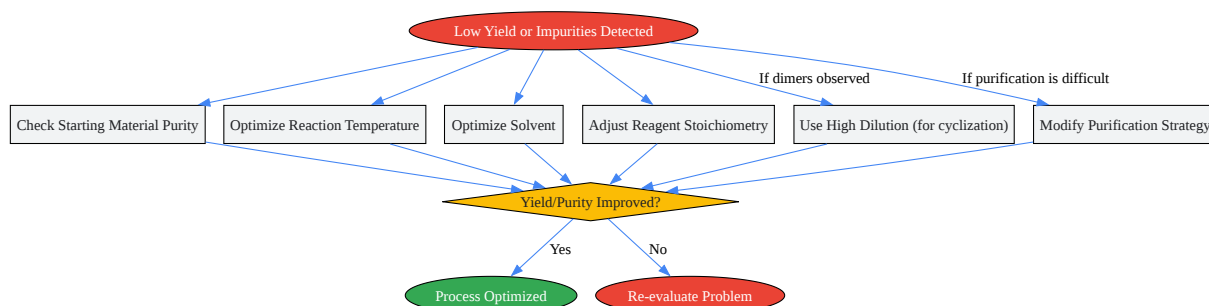 Low Yield or Impurities Detected
If dimers observed
If purification is difficult
Check Starting Material Purity
Optimize Reaction Temperature
Optimize Solvent
Adjust Reagent Stoichiometry
Use High Dilution (for cyclization)
Modify Purification Strategy
Yield/Purity Improved?
Yes
No
Process Optimized
Re-evaluate Problem